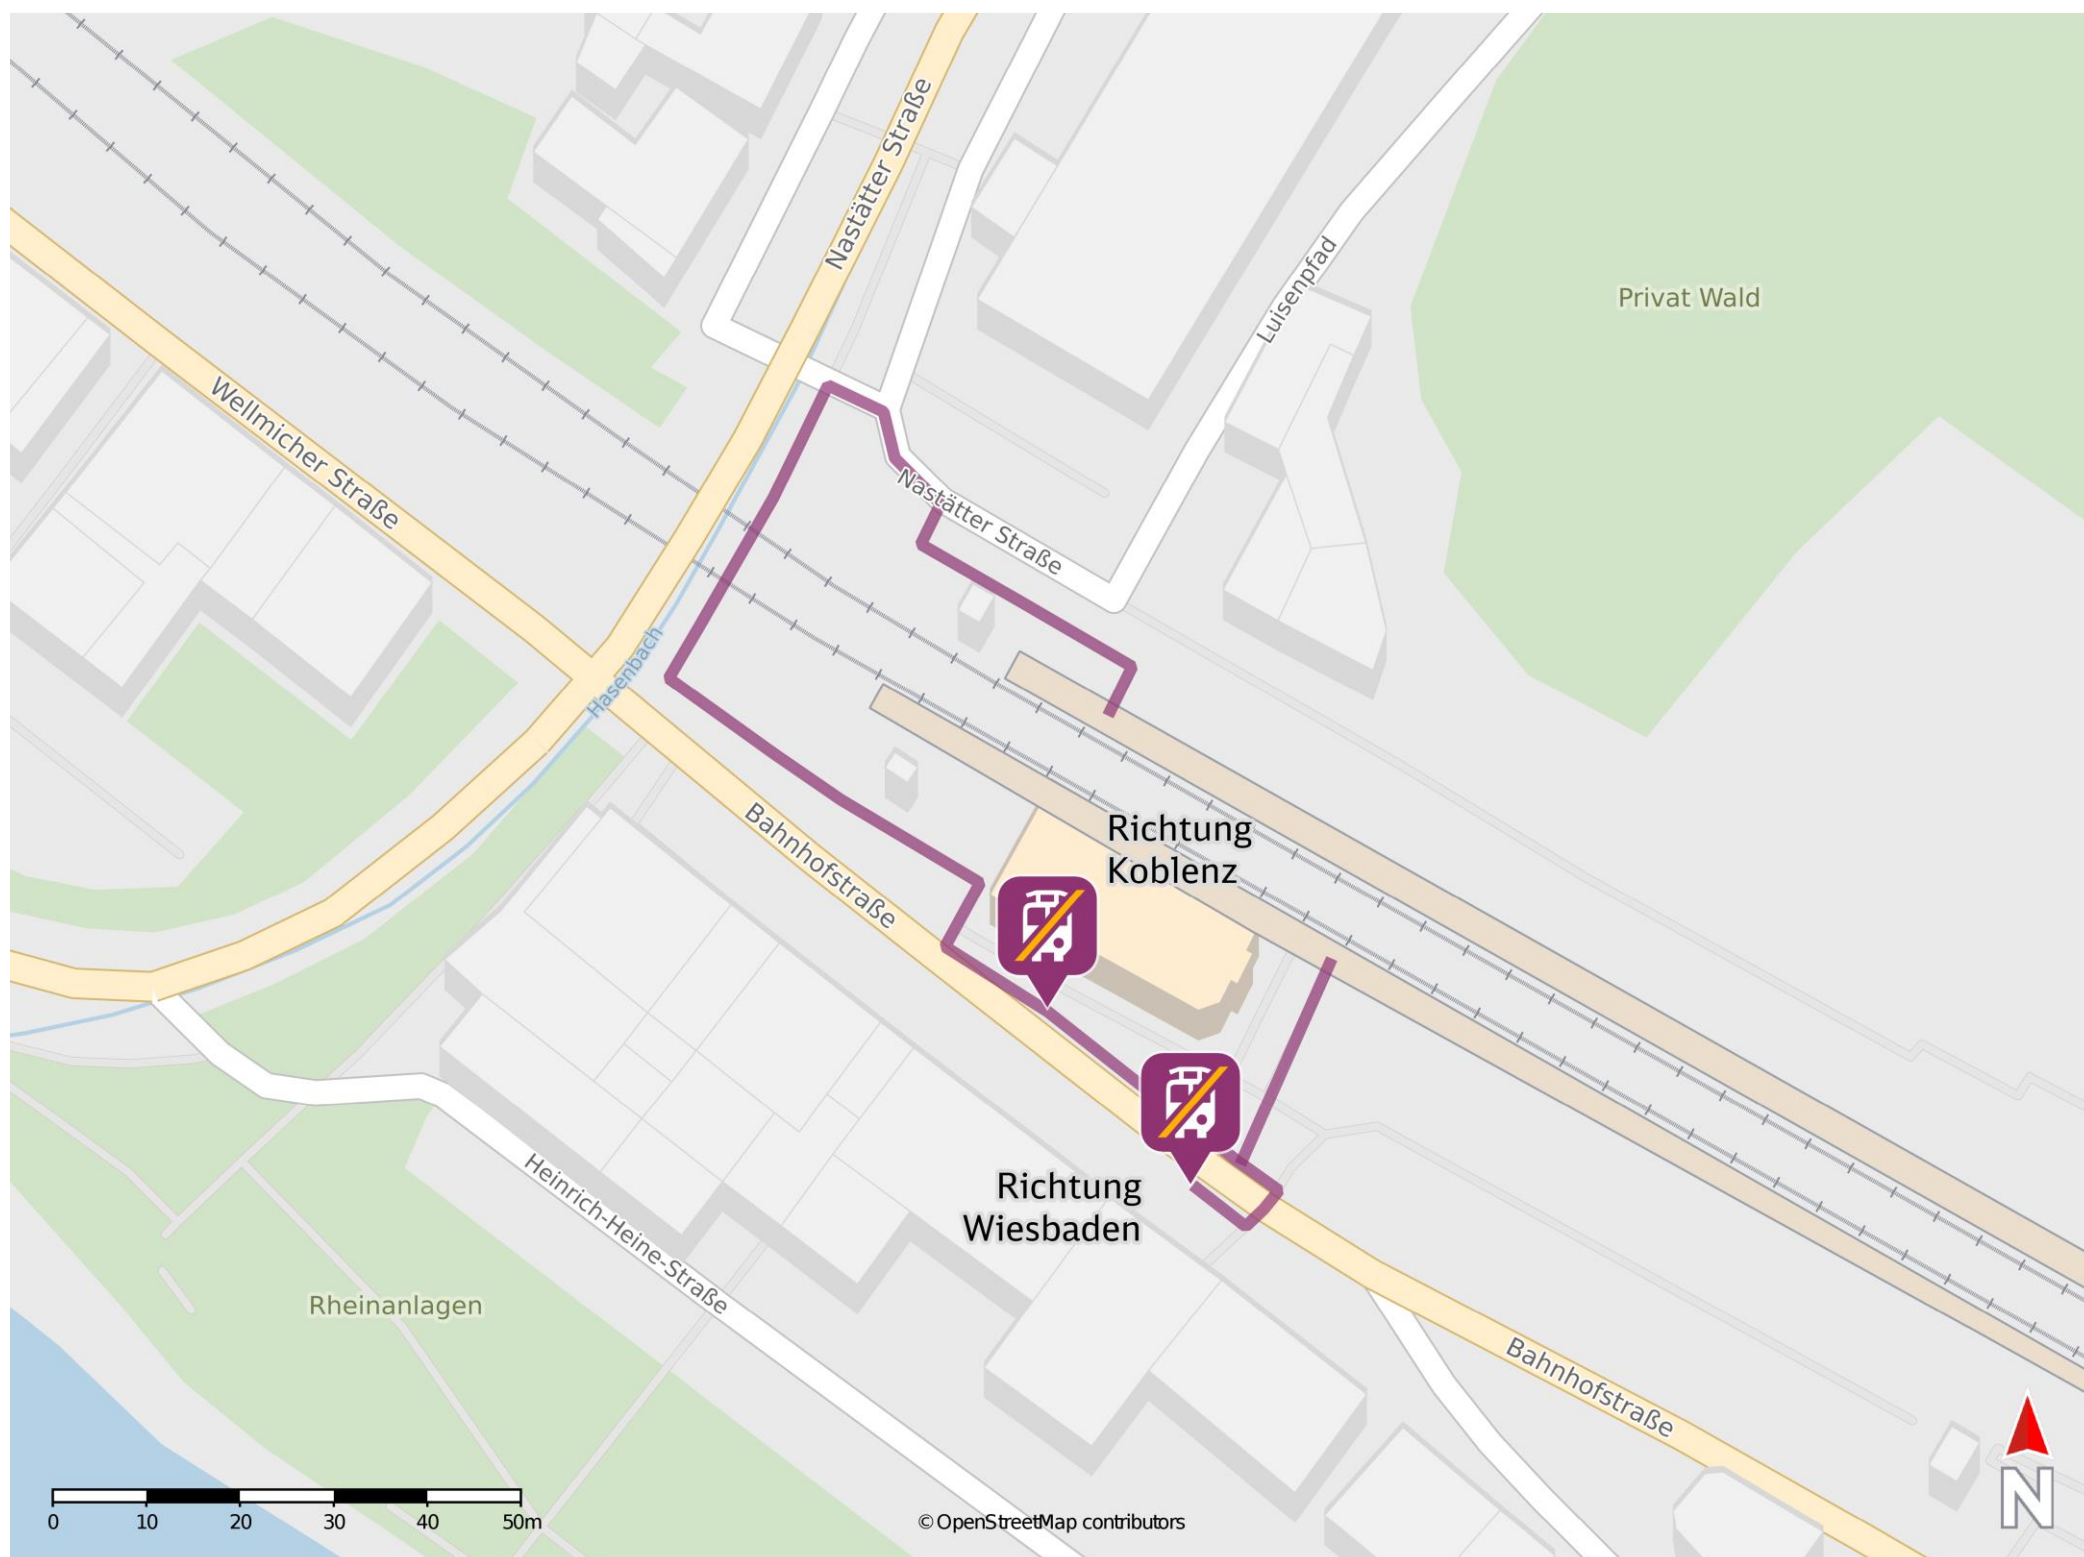 Nastätter Straße
Luisenpfad
Privat Wald
Wellmicher Straße
Nastätter Straße
Hasenbach
Bahnhofstraße
Richtung
Koblenz
Richtung
Wiesbaden
Heinrich-Heine-Straße
Rheinanlagen
Bahnhofstraße
N
0 10 20 30 40 50m
© OpenStreetMap contributors